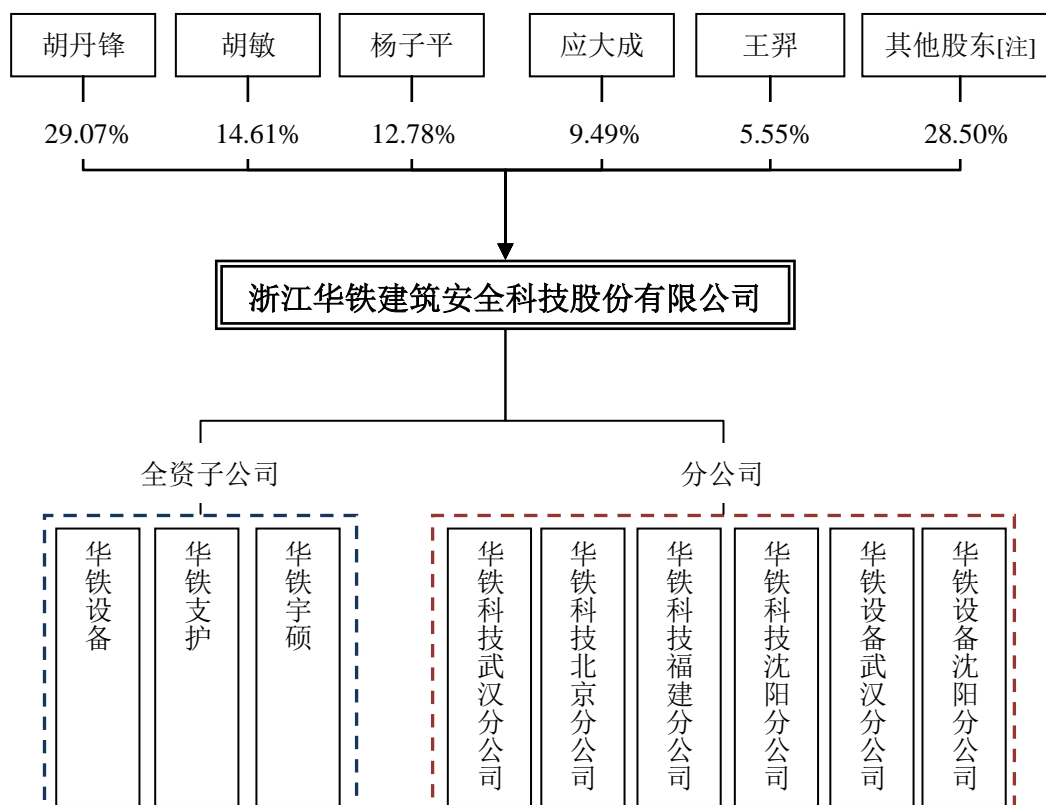 胡丹锋
胡敏
杨子平
应大成
王羿
其他股东[注]
29.07%
14.61%
12.78%
9.49%
5.55%
28.50%
浙江华铁建筑安全科技股份有限公司
全资子公司
分公司
华铁设备
华铁支护
华铁宇硕
华铁科技武汉分公司
华铁科技北京分公司
华铁科技福建分公司
华铁科技沈阳分公司
华铁设备武汉分公司
华铁设备沈阳分公司